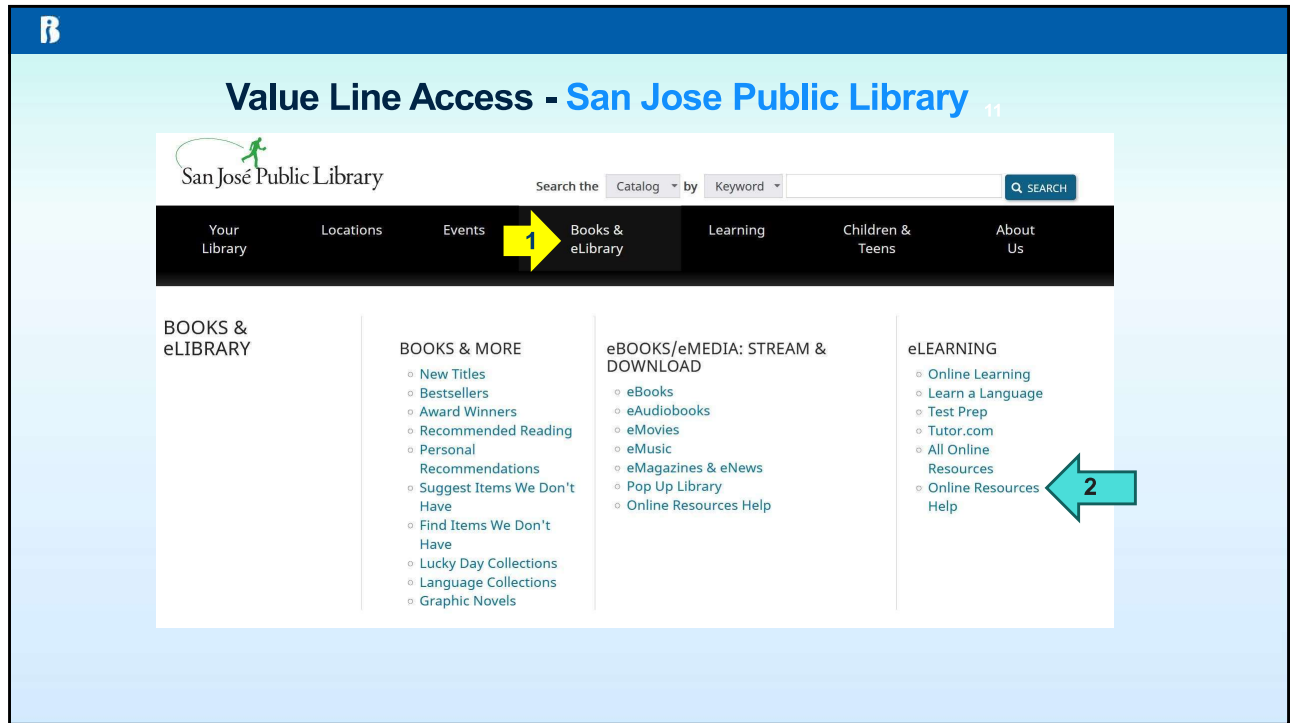 Value Line Access - San Jose Public Library 11
San José Public Library
Search the Catalog by Keyword SEARCH
Your
Library
Locations
Events
1
Books &
eLibrary
Learning
Children &
Teens
About
Us
BOOKS &
eLIBRARY
BOOKS & MORE
New Titles
Bestsellers
Award Winners
Recommended Reading
Personal
Recommendations
Suggest Items We Don't
Have
Find Items We Don't
Have
Lucky Day Collections
Language Collections
Graphic Novels
eBOOKS/eMEDIA: STREAM &
DOWNLOAD
eBooks
eAudiobooks
eMovies
eMusic
eMagazines & eNews
Pop Up Library
Online Resources Help
eLEARNING
Online Learning
Learn a Language
Test Prep
Tutor.com
All Online
Resources
Online Resources
Help
2